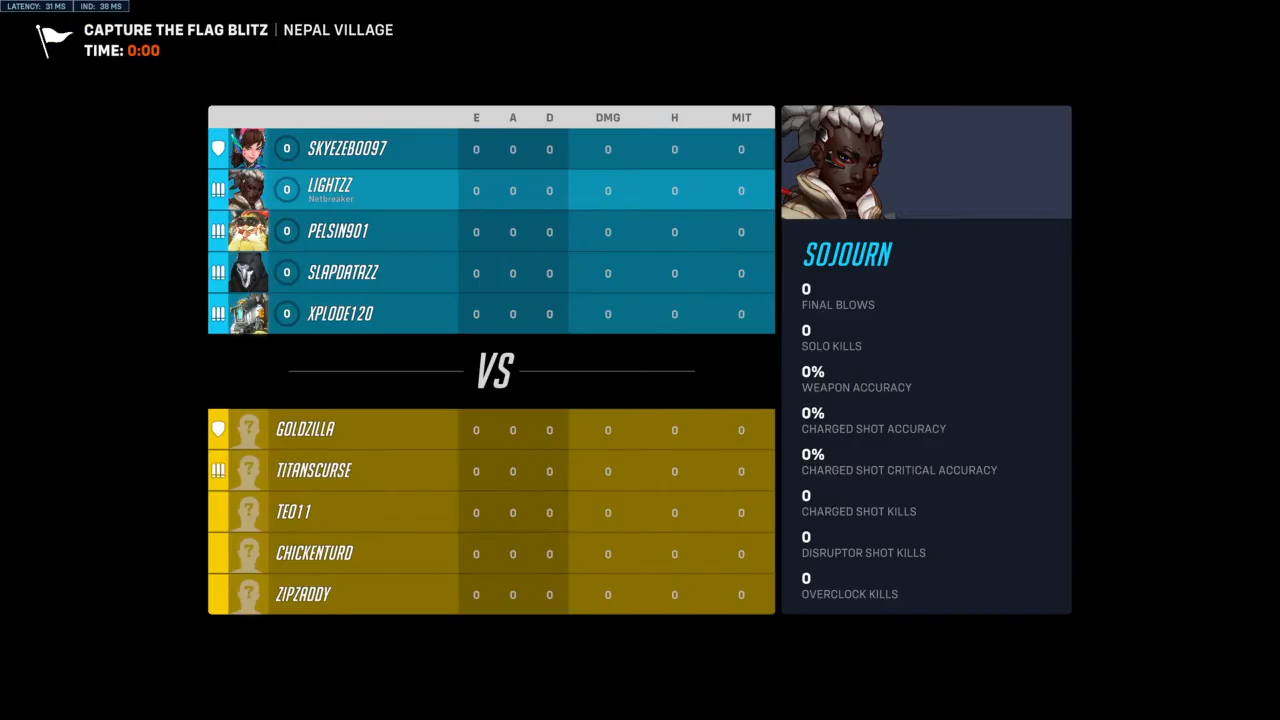 LATENCY: 31 MS IND: 38 MS
CAPTURE THE FLAG BLITZ | NEPAL VILLAGE
TIME: 0:00
E A D DMG H MIT
0 SKYEZEB0097 0 0 0 0 0 0
0 LIGHTZZ 0 0 0 0 0 0
Netbreaker
0 PELSIN901 0 0 0 0 0 0
0 SLAPDATAZZ 0 0 0 0 0 0
0 XPLODE120 0 0 0 0 0 0
VS
? GOLDZILLA 0 0 0 0 0 0
? TITANSCURSE 0 0 0 0 0 0
? TEO11 0 0 0 0 0 0
? CHICKENTURD 0 0 0 0 0 0
? ZIPZADDY 0 0 0 0 0 0
SOJOURN
0
FINAL BLOWS
0
SOLO KILLS
0%
WEAPON ACCURACY
0%
CHARGED SHOT ACCURACY
0%
CHARGED SHOT CRITICAL ACCURACY
0
CHARGED SHOT KILLS
0
DISRUPTOR SHOT KILLS
0
OVERCLOCK KILLS